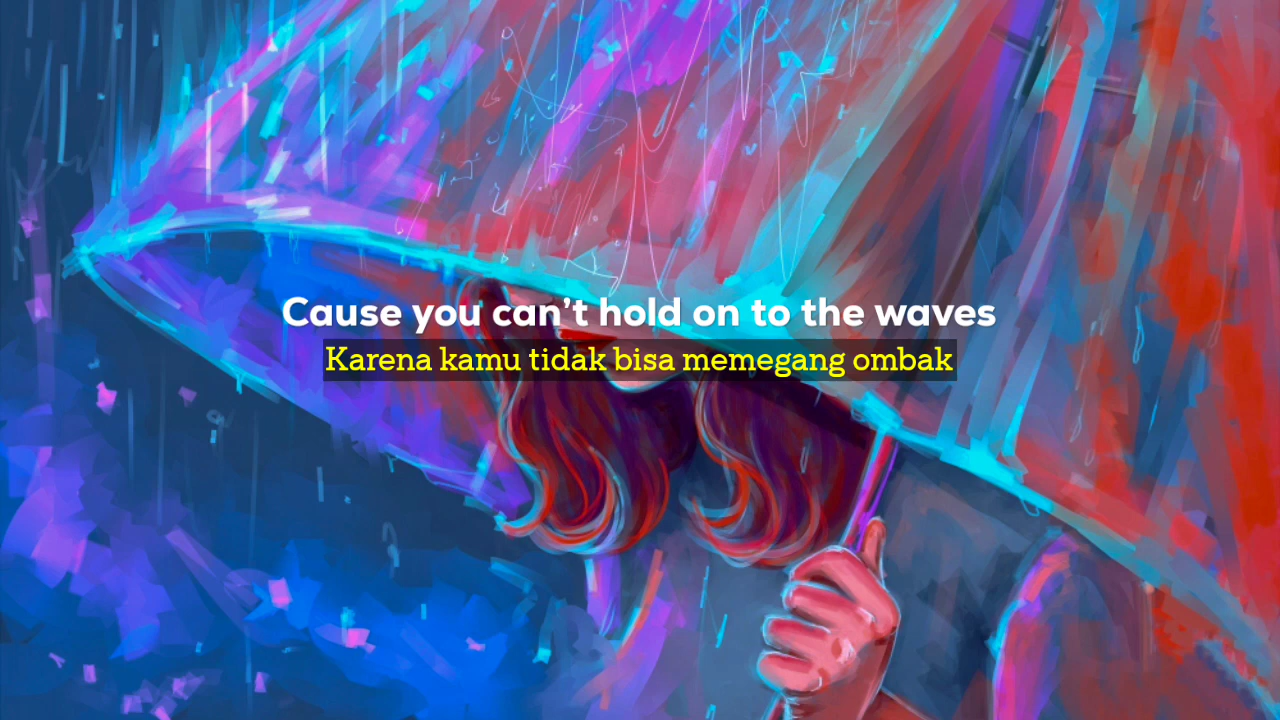 Cause you can’t hold on to the waves
Karena kamu tidak bisa memegang ombak